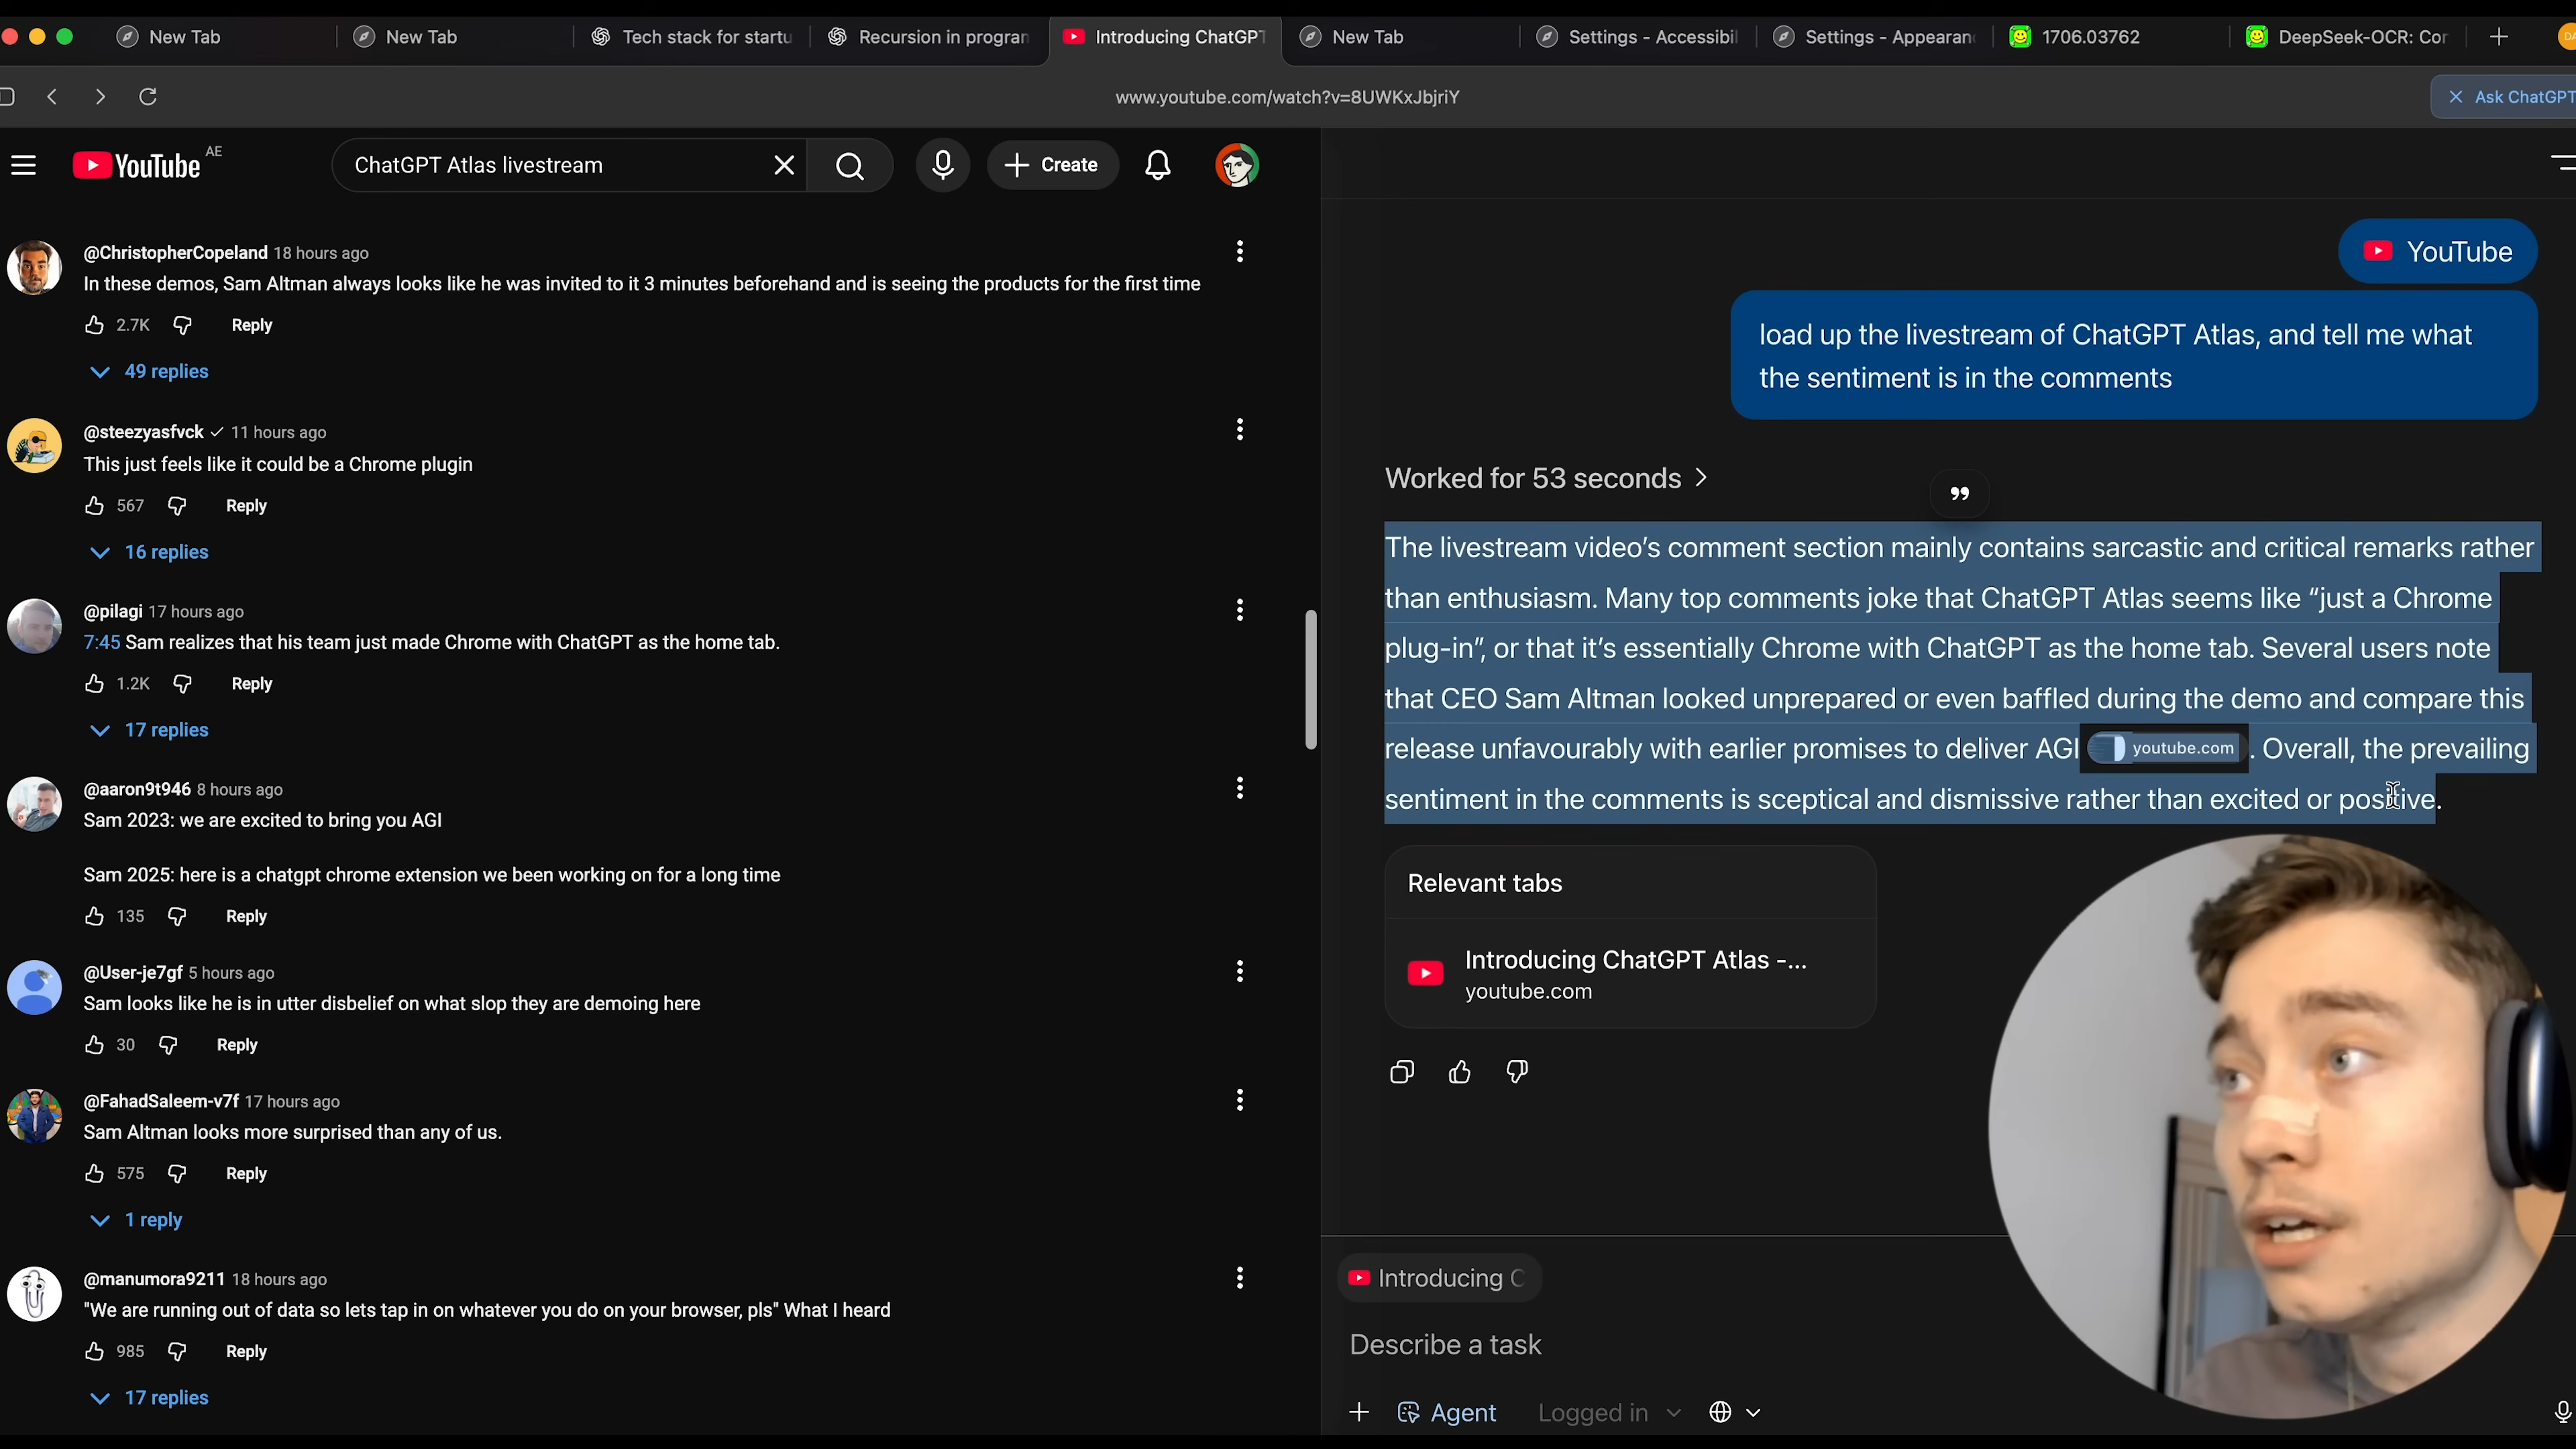 New Tab
New Tab
Tech stack for startu
Recursion in progran
Introducing ChatGPT
New Tab
Settings - Accessibil
Settings - Appearan
1706.03762
DeepSeek-OCR: Cor
www.youtube.com/watch?v=8UWKxJbjriY
Ask ChatGPT
YouTube AE
ChatGPT Atlas livestream
Create
@ChristopherCopeland 18 hours ago
In these demos, Sam Altman always looks like he was invited to it 3 minutes beforehand and is seeing the products for the first time
2.7K Reply
49 replies
@steezyasfvck 11 hours ago
This just feels like it could be a Chrome plugin
567 Reply
16 replies
@pilagi 17 hours ago
7:45 Sam realizes that his team just made Chrome with ChatGPT as the home tab.
1.2K Reply
17 replies
@aaron9t946 8 hours ago
Sam 2023: we are excited to bring you AGI
Sam 2025: here is a chatgpt chrome extension we been working on for a long time
135 Reply
@User-je7gf 5 hours ago
Sam looks like he is in utter disbelief on what slop they are demoing here
30 Reply
@FahadSaleem-v7f 17 hours ago
Sam Altman looks more surprised than any of us.
575 Reply
1 reply
@manumora9211 18 hours ago
"We are running out of data so lets tap in on whatever you do on your browser, pls" What I heard
985 Reply
17 replies
YouTube
load up the livestream of ChatGPT Atlas, and tell me what
the sentiment is in the comments
Worked for 53 seconds
The livestream video’s comment section mainly contains sarcastic and critical remarks rather
than enthusiasm. Many top comments joke that ChatGPT Atlas seems like “just a Chrome
plug-in”, or that it’s essentially Chrome with ChatGPT as the home tab. Several users note
that CEO Sam Altman looked unprepared or even baffled during the demo and compare this
release unfavourably with earlier promises to deliver AGI youtube.com . Overall, the prevailing
sentiment in the comments is sceptical and dismissive rather than excited or positive.
Relevant tabs
Introducing ChatGPT Atlas -...
youtube.com
Introducing C
Describe a task
Agent
Logged in